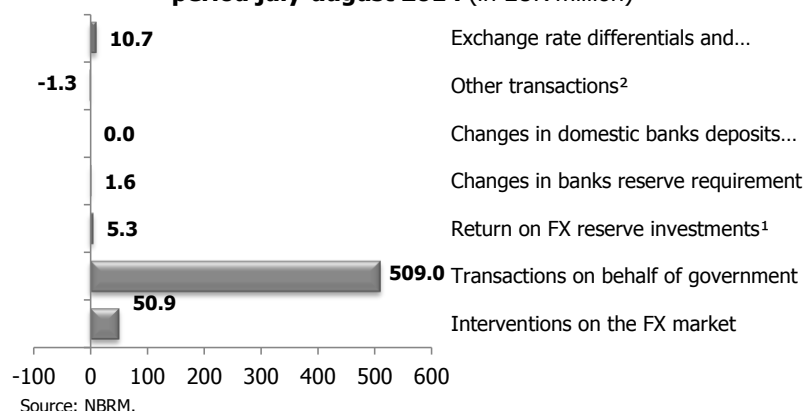 period july-august 2014 (in EUR million)
10.7 Exchange rate differentials and…
-1.3 Other transactions²
0.0 Changes in domestic banks deposits…
1.6 Changes in banks reserve requirement
5.3 Return on FX reserve investments¹
509.0 Transactions on behalf of government
50.9 Interventions on the FX market
-100 0 100 200 300 400 500 600
Source: NBRM.